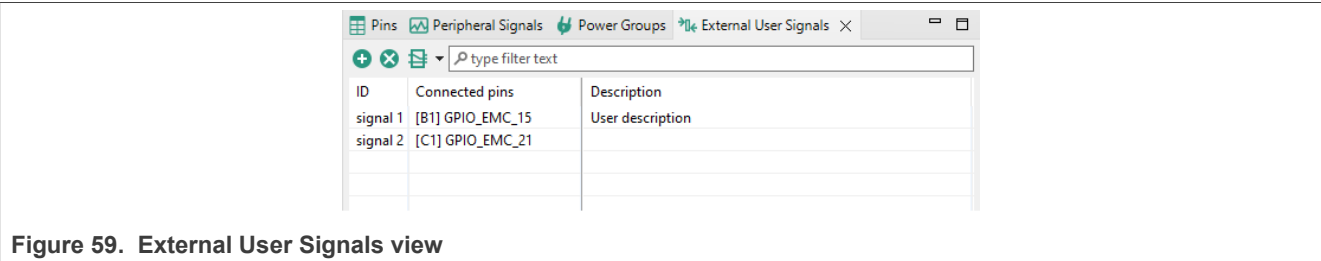 Pins Peripheral Signals Power Groups External User Signals
type filter text
ID Connected pins Description
signal 1 [B1] GPIO_EMC_15 User description
signal 2 [C1] GPIO_EMC_21
Figure 59. External User Signals view